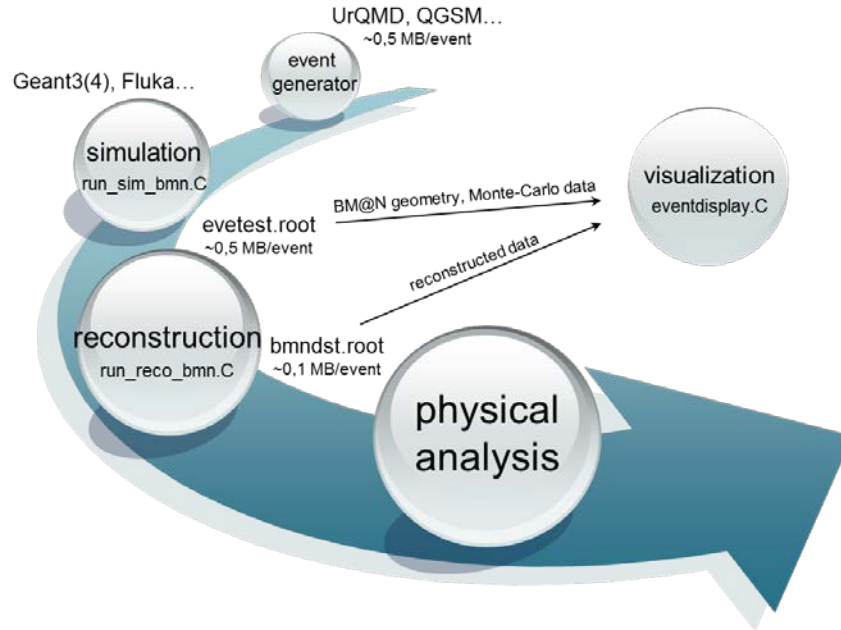 UrQMD, QGSM…
~0,5 MB/event
event
generator
Geant3(4), Fluka…
simulation
run_sim_bmn.C
evetest.root
~0,5 MB/event
BM@N geometry, Monte-Carlo data
visualization
eventdisplay.C
reconstructed data
reconstruction
run_reco_bmn.C
bmndst.root
~0,1 MB/event
physical
analysis